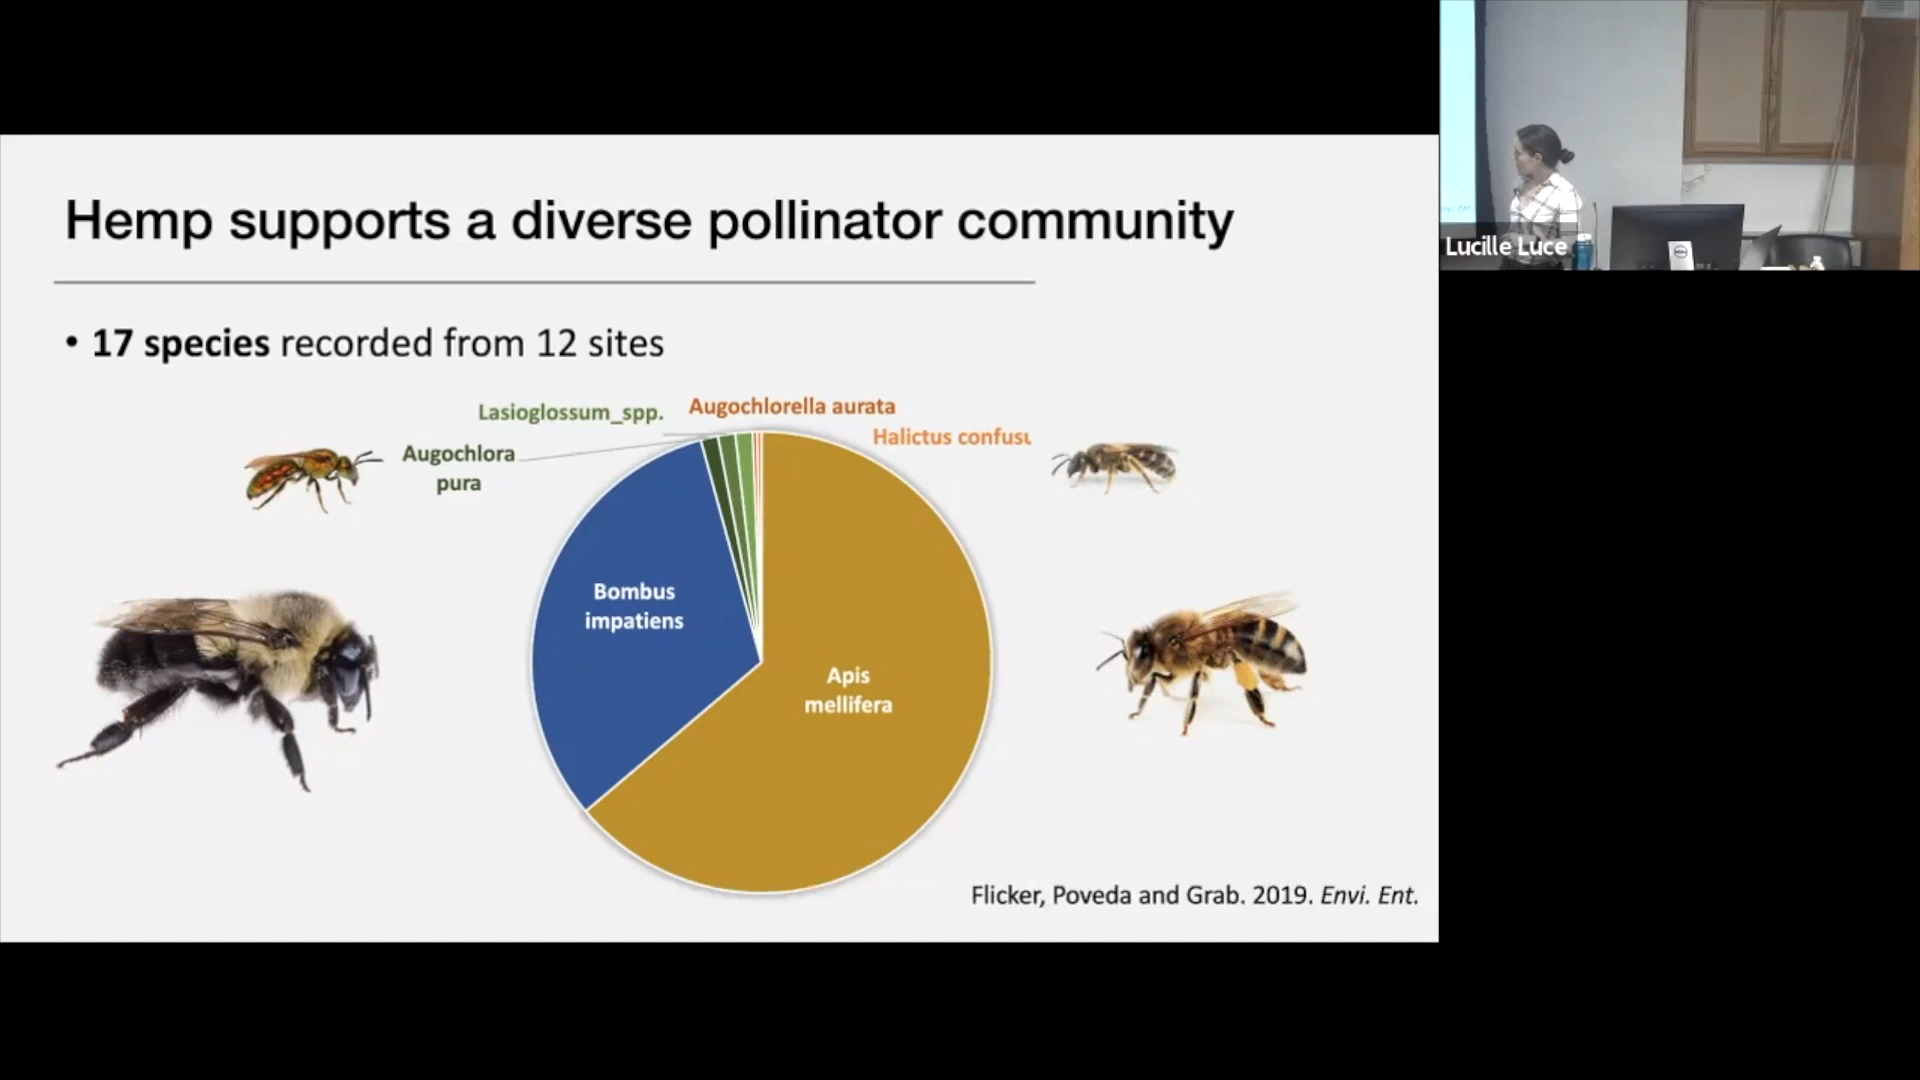 Hemp supports a diverse pollinator community
• 17 species recorded from 12 sites
Lasioglossum_spp.
Augochlorella aurata
Halictus confusu
Augochlora
pura
Bombus
impatiens
Apis
mellifera
Flicker, Poveda and Grab. 2019. Envi. Ent.
Lucille Luce